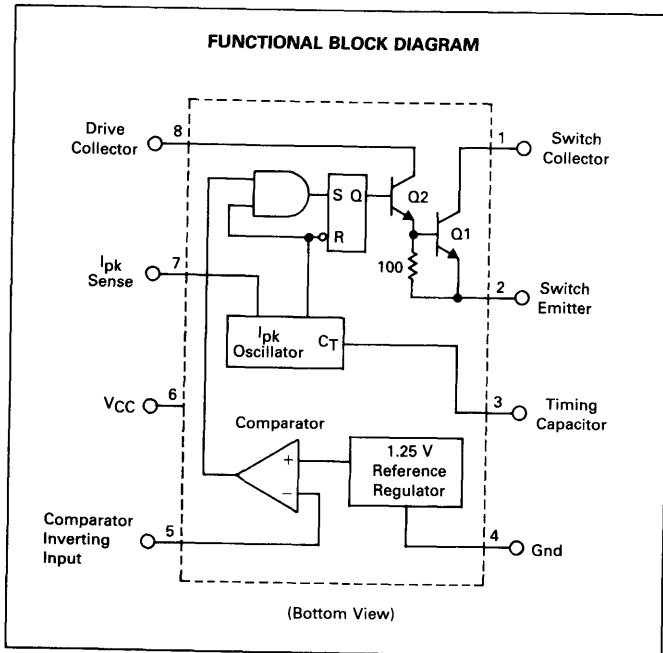 FUNCTIONAL BLOCK DIAGRAM
Drive
Collector
8
1
Switch
Collector
S Q
R
Q2
Q1
100
Ipk
Sense
7
2
Switch
Emitter
Ipk
Oscillator
CT
VCC
6
3
Timing
Capacitor
Comparator
+
−
1.25 V
Reference
Regulator
Comparator
Inverting
Input
5
4
Gnd
(Bottom View)